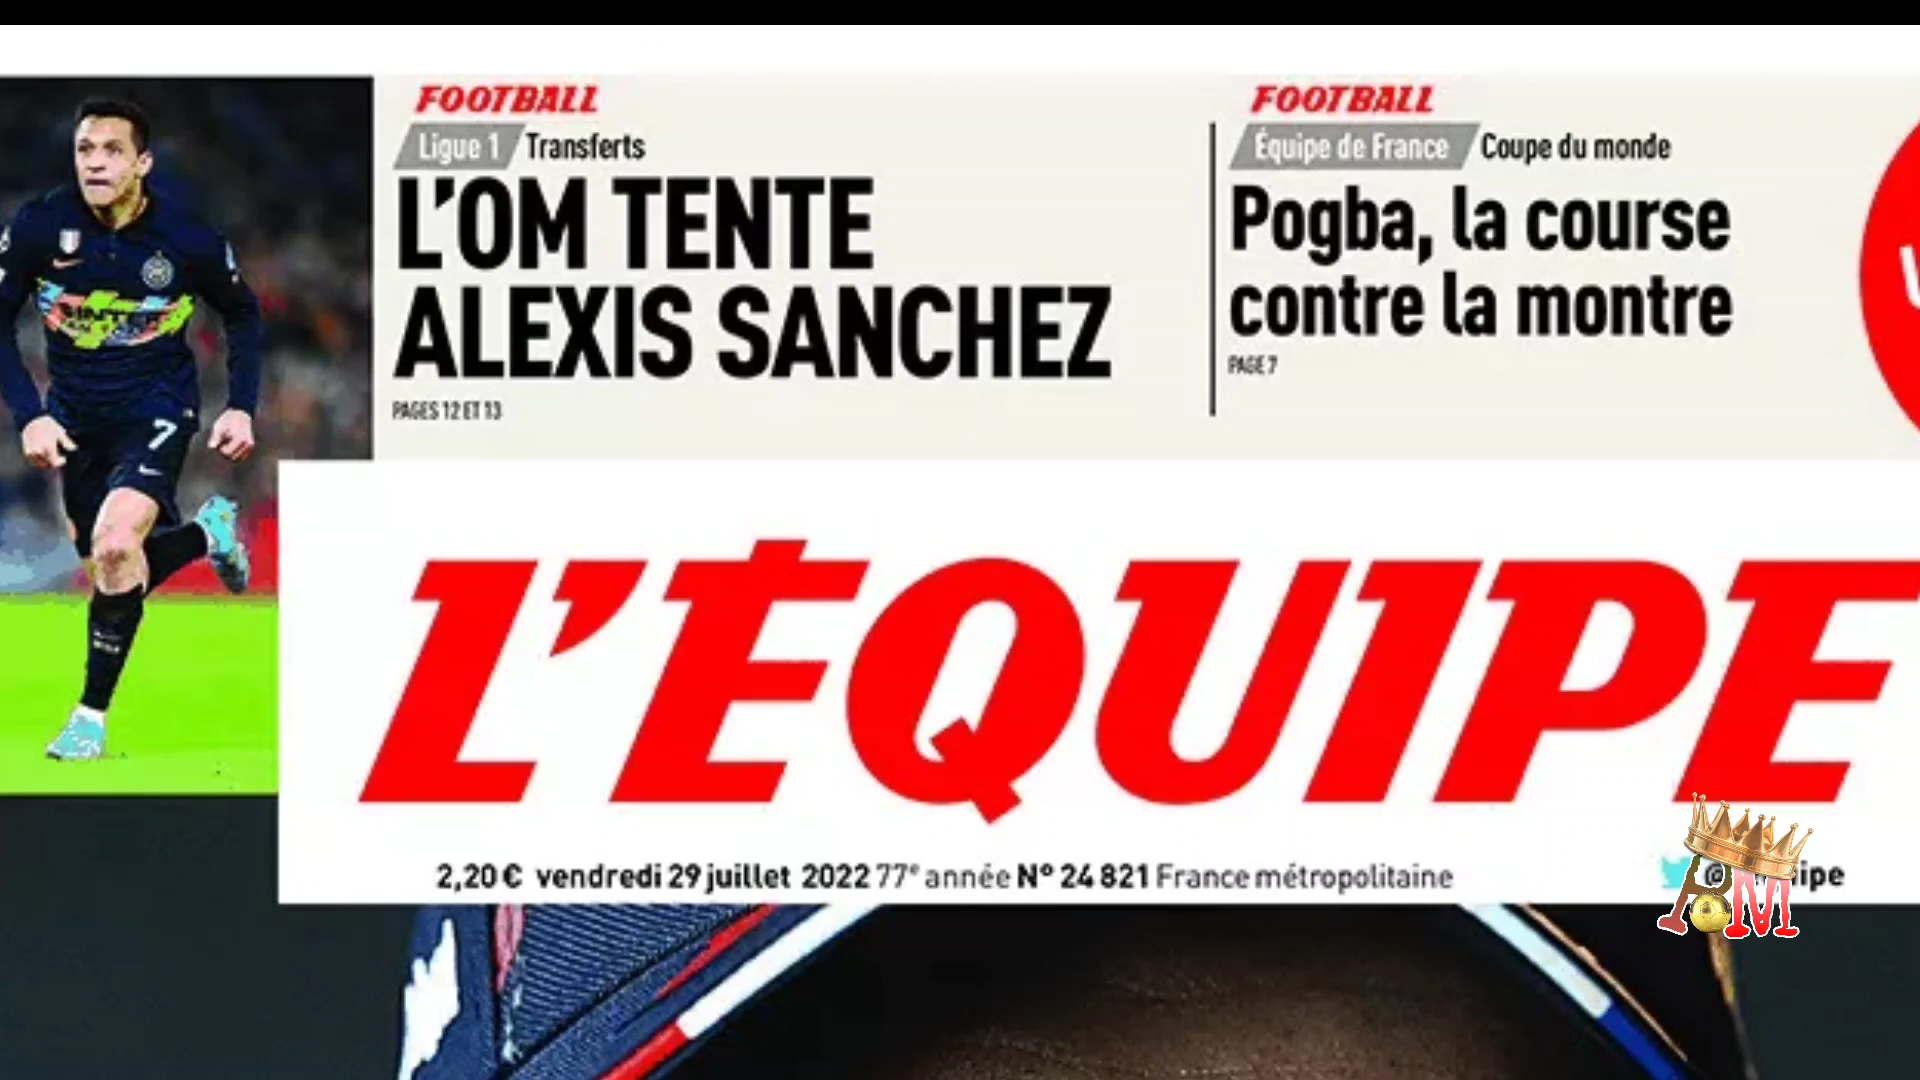 FOOTBALL
Ligue 1 Transferts
L'OM TENTE
ALEXIS SANCHEZ
PAGES 12 ET 13
FOOTBALL
Équipe de France Coupe du monde
Pogba, la course
contre la montre
PAGE 7
7
L'ÉQUIPE
2,20 € vendredi 29 juillet 2022 77e année N° 24 821 France métropolitaine